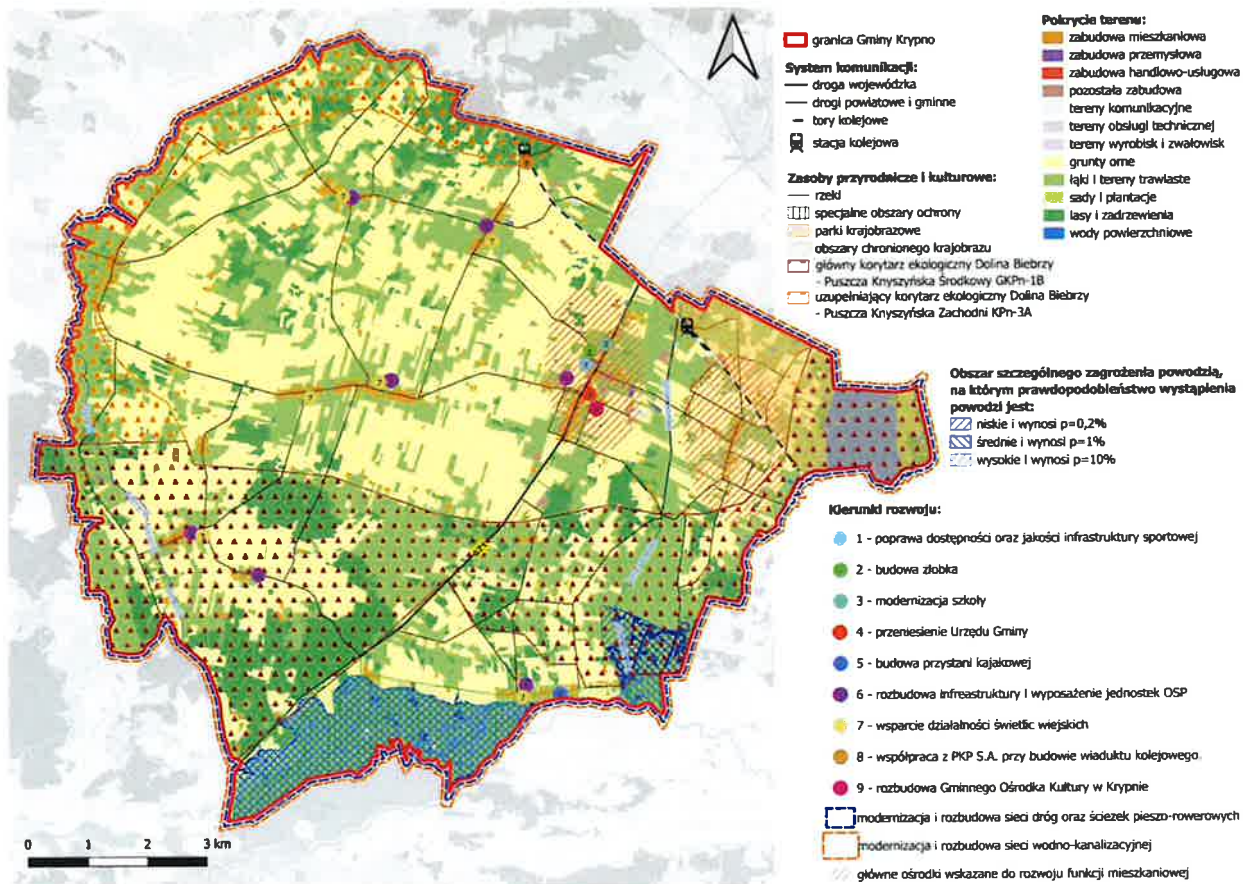 granica Gminy Krypno
System komunikacji:
droga wojewódzka
drogi powiatowe i gminne
tory kolejowe
stacja kolejowa
Zasoby przyrodnicze i kulturowe:
rzeki
specjalne obszary ochrony
parki krajobrazowe
obszary chronionego krajobrazu
główny korytarz ekologiczny Dolina Biebrzy
- Puszcza Knyszyńska Środkowy GKPn-1B
uzupełniający korytarz ekologiczny Dolina Biebrzy
- Puszcza Knyszyńska Zachodni KPn-3A
Pokrycie terenu:
zabudowa mieszkaniowa
zabudowa przemysłowa
zabudowa handlowo-usługowa
pozostała zabudowa
tereny komunikacyjne
tereny obsługi technicznej
tereny wyrobisk i zwałowisk
grunty orne
łąki i tereny trawiaste
sady i plantacje
lasy i zadrzewienia
wody powierzchniowe
Obszar szczególnego zagrożenia powodzią,
na którym prawdopodobieństwo wystąpienia
powodzi jest:
niskie i wynosi p=0,2%
średnie i wynosi p=1%
wysokie i wynosi p=10%
Kierunki rozwoju:
1 - poprawa dostępności oraz jakości infrastruktury sportowej
2 - budowa żłobka
3 - modernizacja szkoły
4 - przeniesienie Urzędu Gminy
5 - budowa przystani kajakowej
6 - rozbudowa infrastruktury i wyposażenie jednostek OSP
7 - wsparcie działalności świetlic wiejskich
8 - współpraca z PKP S.A. przy budowie wiaduktu kolejowego
9 - rozbudowa Gminnego Ośrodka Kultury w Krypnie
modernizacja i rozbudowa sieci dróg oraz ścieżek pieszo-rowerowych
modernizacja i rozbudowa sieci wodno-kanalizacyjnej
główne ośrodki wskazane do rozwoju funkcji mieszkaniowej
0 1 2 3 km